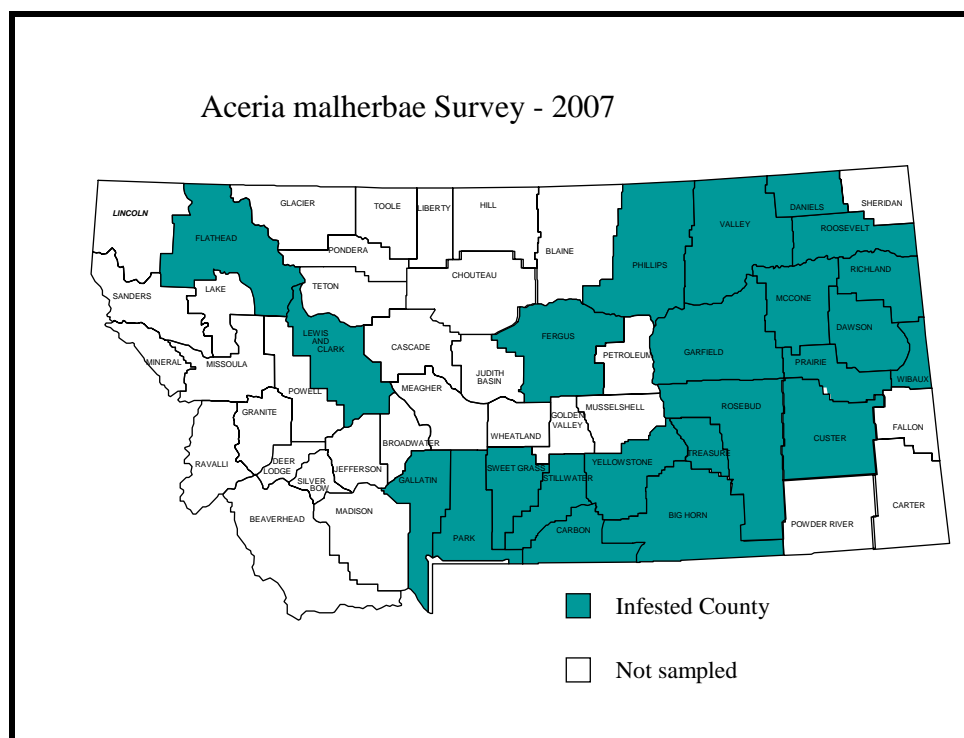 Aceria malherbae Survey - 2007
LINCOLN
FLATHEAD
GLACIER
TOOLE
LIBERTY
HILL
BLAINE
PHILLIPS
VALLEY
DANIELS
SHERIDAN
ROOSEVELT
PONDERA
TETON
CHOUTEAU
RICHLAND
MCCONE
DAWSON
SANDERS
LAKE
LEWIS
AND
CLARK
CASCADE
FERGUS
PETROLEUM
GARFIELD
PRAIRIE
WIBAUX
MINERAL
MISSOULA
POWELL
MEAGHER
JUDITH
BASIN
GRANITE
BROADWATER
WHEATLAND
GOLDEN
VALLEY
MUSSELSHELL
ROSEBUD
CUSTER
FALLON
RAVALLI
DEER
LODGE
SILVER
BOW
JEFFERSON
GALLATIN
SWEET GRASS
STILLWATER
YELLOWSTONE
TREASURE
BEAVERHEAD
MADISON
PARK
CARBON
BIG HORN
POWDER RIVER
CARTER
Infested County
Not sampled